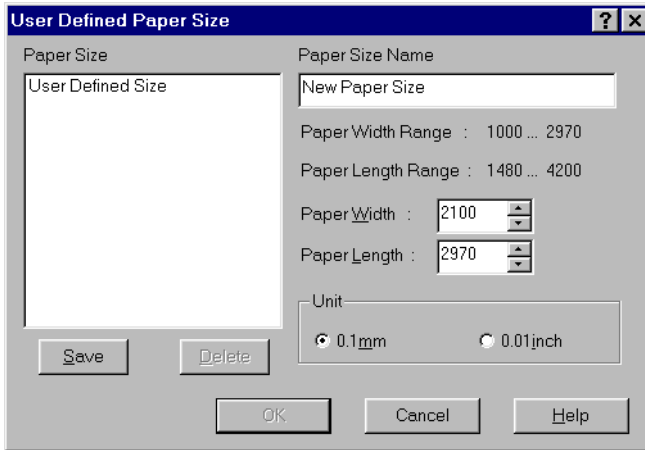 User Defined Paper Size
Paper Size
User Defined Size
Save
Delete
Paper Size Name
New Paper Size
Paper Width Range : 1000 ... 2970
Paper Length Range : 1480 ... 4200
Paper Width : 2100
Paper Length : 2970
Unit
0.1mm
0.01inch
OK
Cancel
Help